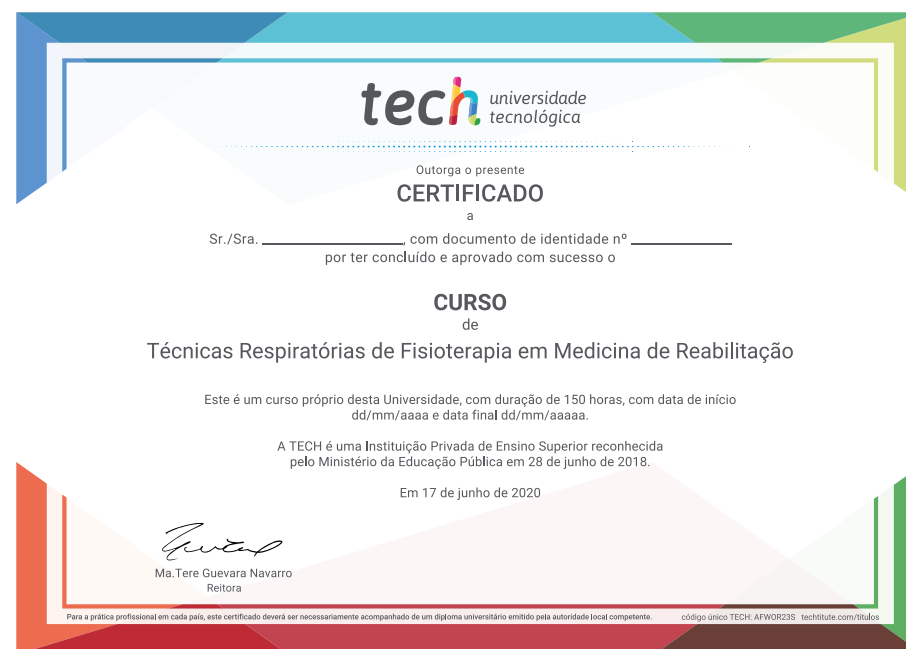 tech universidade
tecnológica
Outorga o presente
CERTIFICADO
a
Sr./Sra. ____________, com documento de identidade nº ____________
por ter concluído e aprovado com sucesso o
CURSO
de
Técnicas Respiratórias de Fisioterapia em Medicina de Reabilitação
Este é um curso próprio desta Universidade, com duração de 150 horas, com data de início
dd/mm/aaaa e data final dd/mm/aaaaa.
A TECH é uma Instituição Privada de Ensino Superior reconhecida
pelo Ministério da Educação Pública em 28 de junho de 2018.
Em 17 de junho de 2020
Ma.Tere Guevara Navarro
Reitora
Para a prática profissional em cada país, este certificado deverá ser necessariamente acompanhado de um diploma universitário emitido pela autoridade local competente. código único TECH: AFWOR23S techtitute.com/titulos